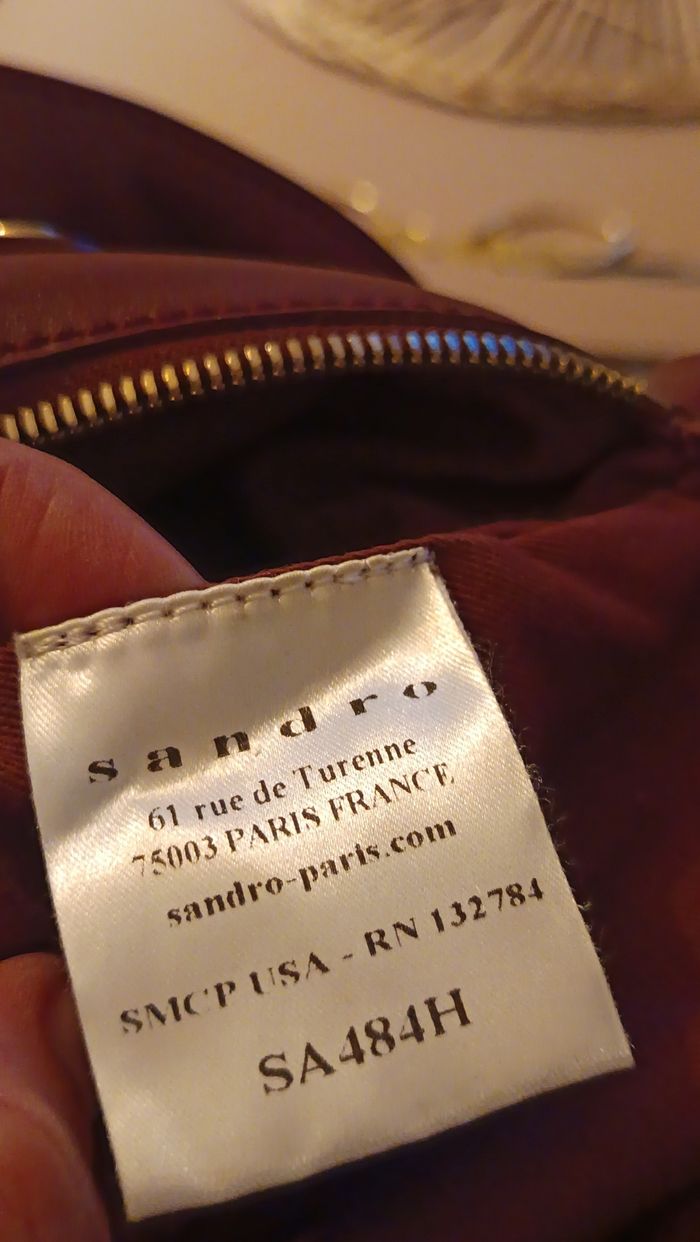 sandro
61 rue de Turenne
75003 PARIS FRANCE
sandro-paris.com
SMCP USA - RN 132784
SA484H